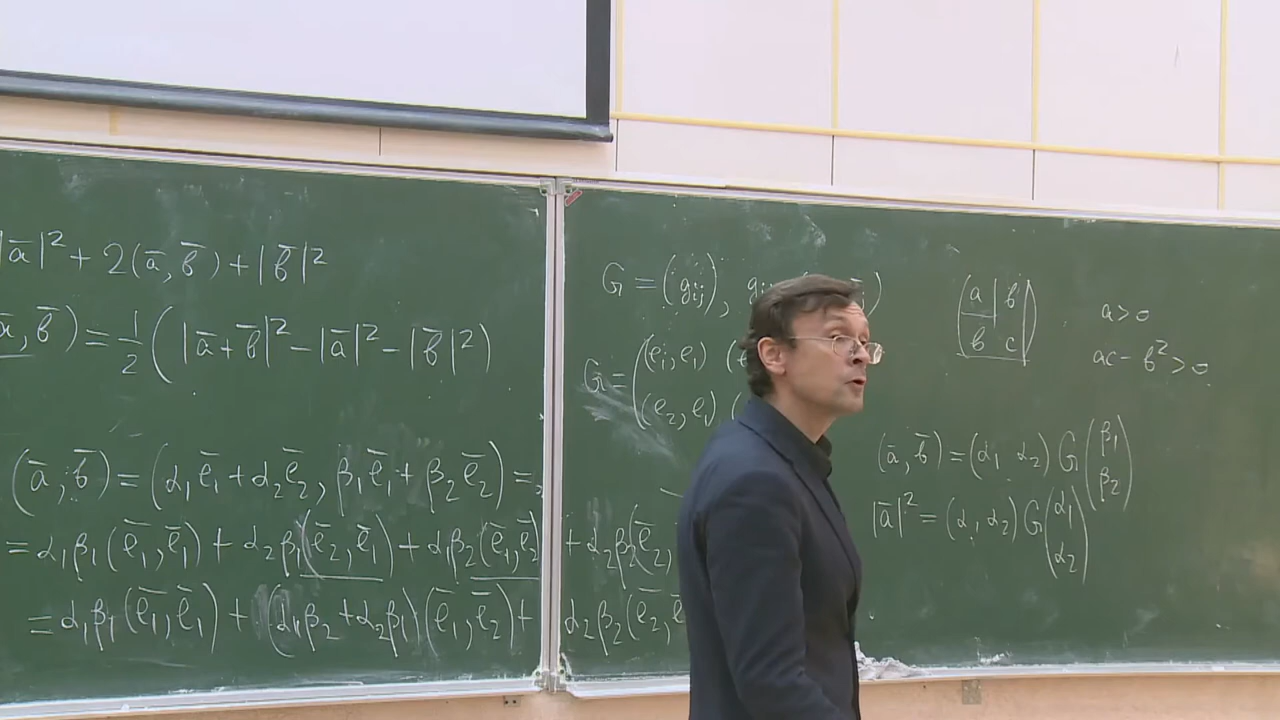 |ā|² + 2(ā, b̄) + |b̄|²
ā, b̄) = 1/2 (|ā + b̄|² − |ā|² − |b̄|²)
(ā, b̄) = (α₁ē₁ + α₂ē₂, β₁ē₁ + β₂ē₂) =
= α₁β₁(ē₁, ē₁) + α₂β₁(ē₂, ē₁) + α₁β₂(ē₁, ē₂) + α₂β₂(ē₂,
= α₁β₁(ē₁, ē₁) + (α₁β₂ + α₂β₁)(ē₁, ē₂) + α₂β₂(ē₂, ē
G = (gᵢⱼ), gᵢⱼ
G = (
(e₁, e₁) (e
(e₂, e₁) (
a | b
b c
a > 0
ac − b² > 0
(ā, b̄) = (α₁ α₂) G (β₁ β₂)
|ā|² = (α₁, α₂) G (α₁ α₂)